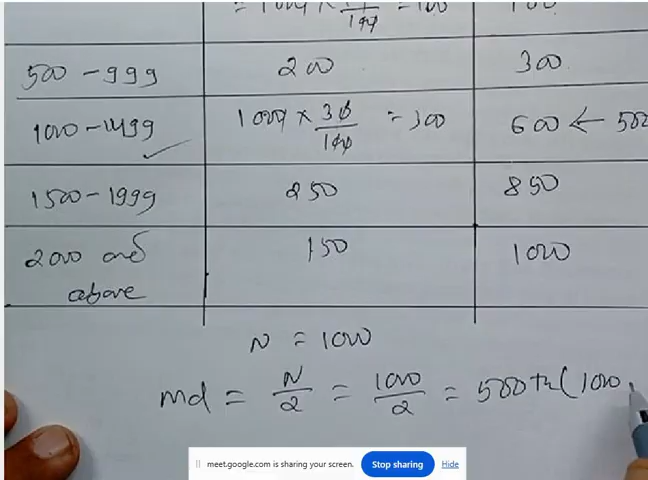 = 100
500 - 999 200 300
1000 - 1499 1000 × 30/100 = 300 600 ← 500
1500 - 1999 250 850
2000 and 150 1000
above
N = 1000
md = N/2 = 1000/2 = 500th (1000
meet.google.com is sharing your screen. Stop sharing Hide